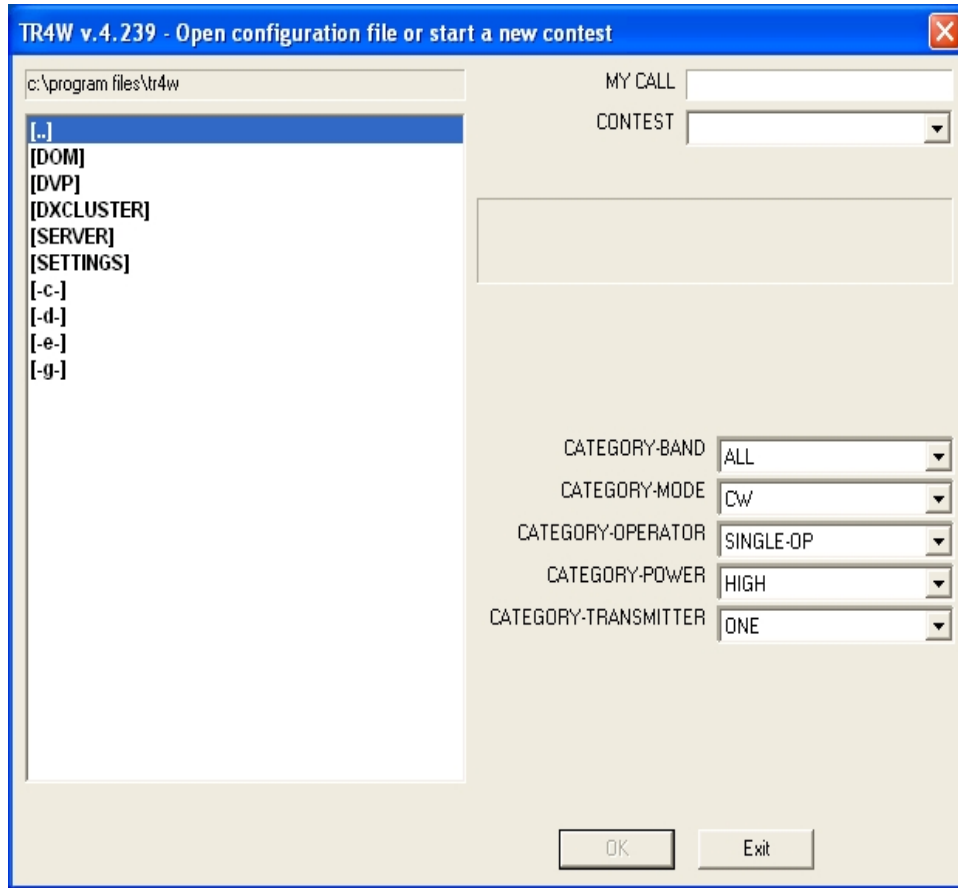 TR4W v.4.239 - Open configuration file or start a new contest
c:\program files\tr4w
[..]
[DOM]
[DVP]
[DXCLUSTER]
[SERVER]
[SETTINGS]
[-c-]
[-d-]
[-e-]
[-g-]
MY CALL
CONTEST
CATEGORY-BAND ALL
CATEGORY-MODE CW
CATEGORY-OPERATOR SINGLE-OP
CATEGORY-POWER HIGH
CATEGORY-TRANSMITTER ONE
OK Exit